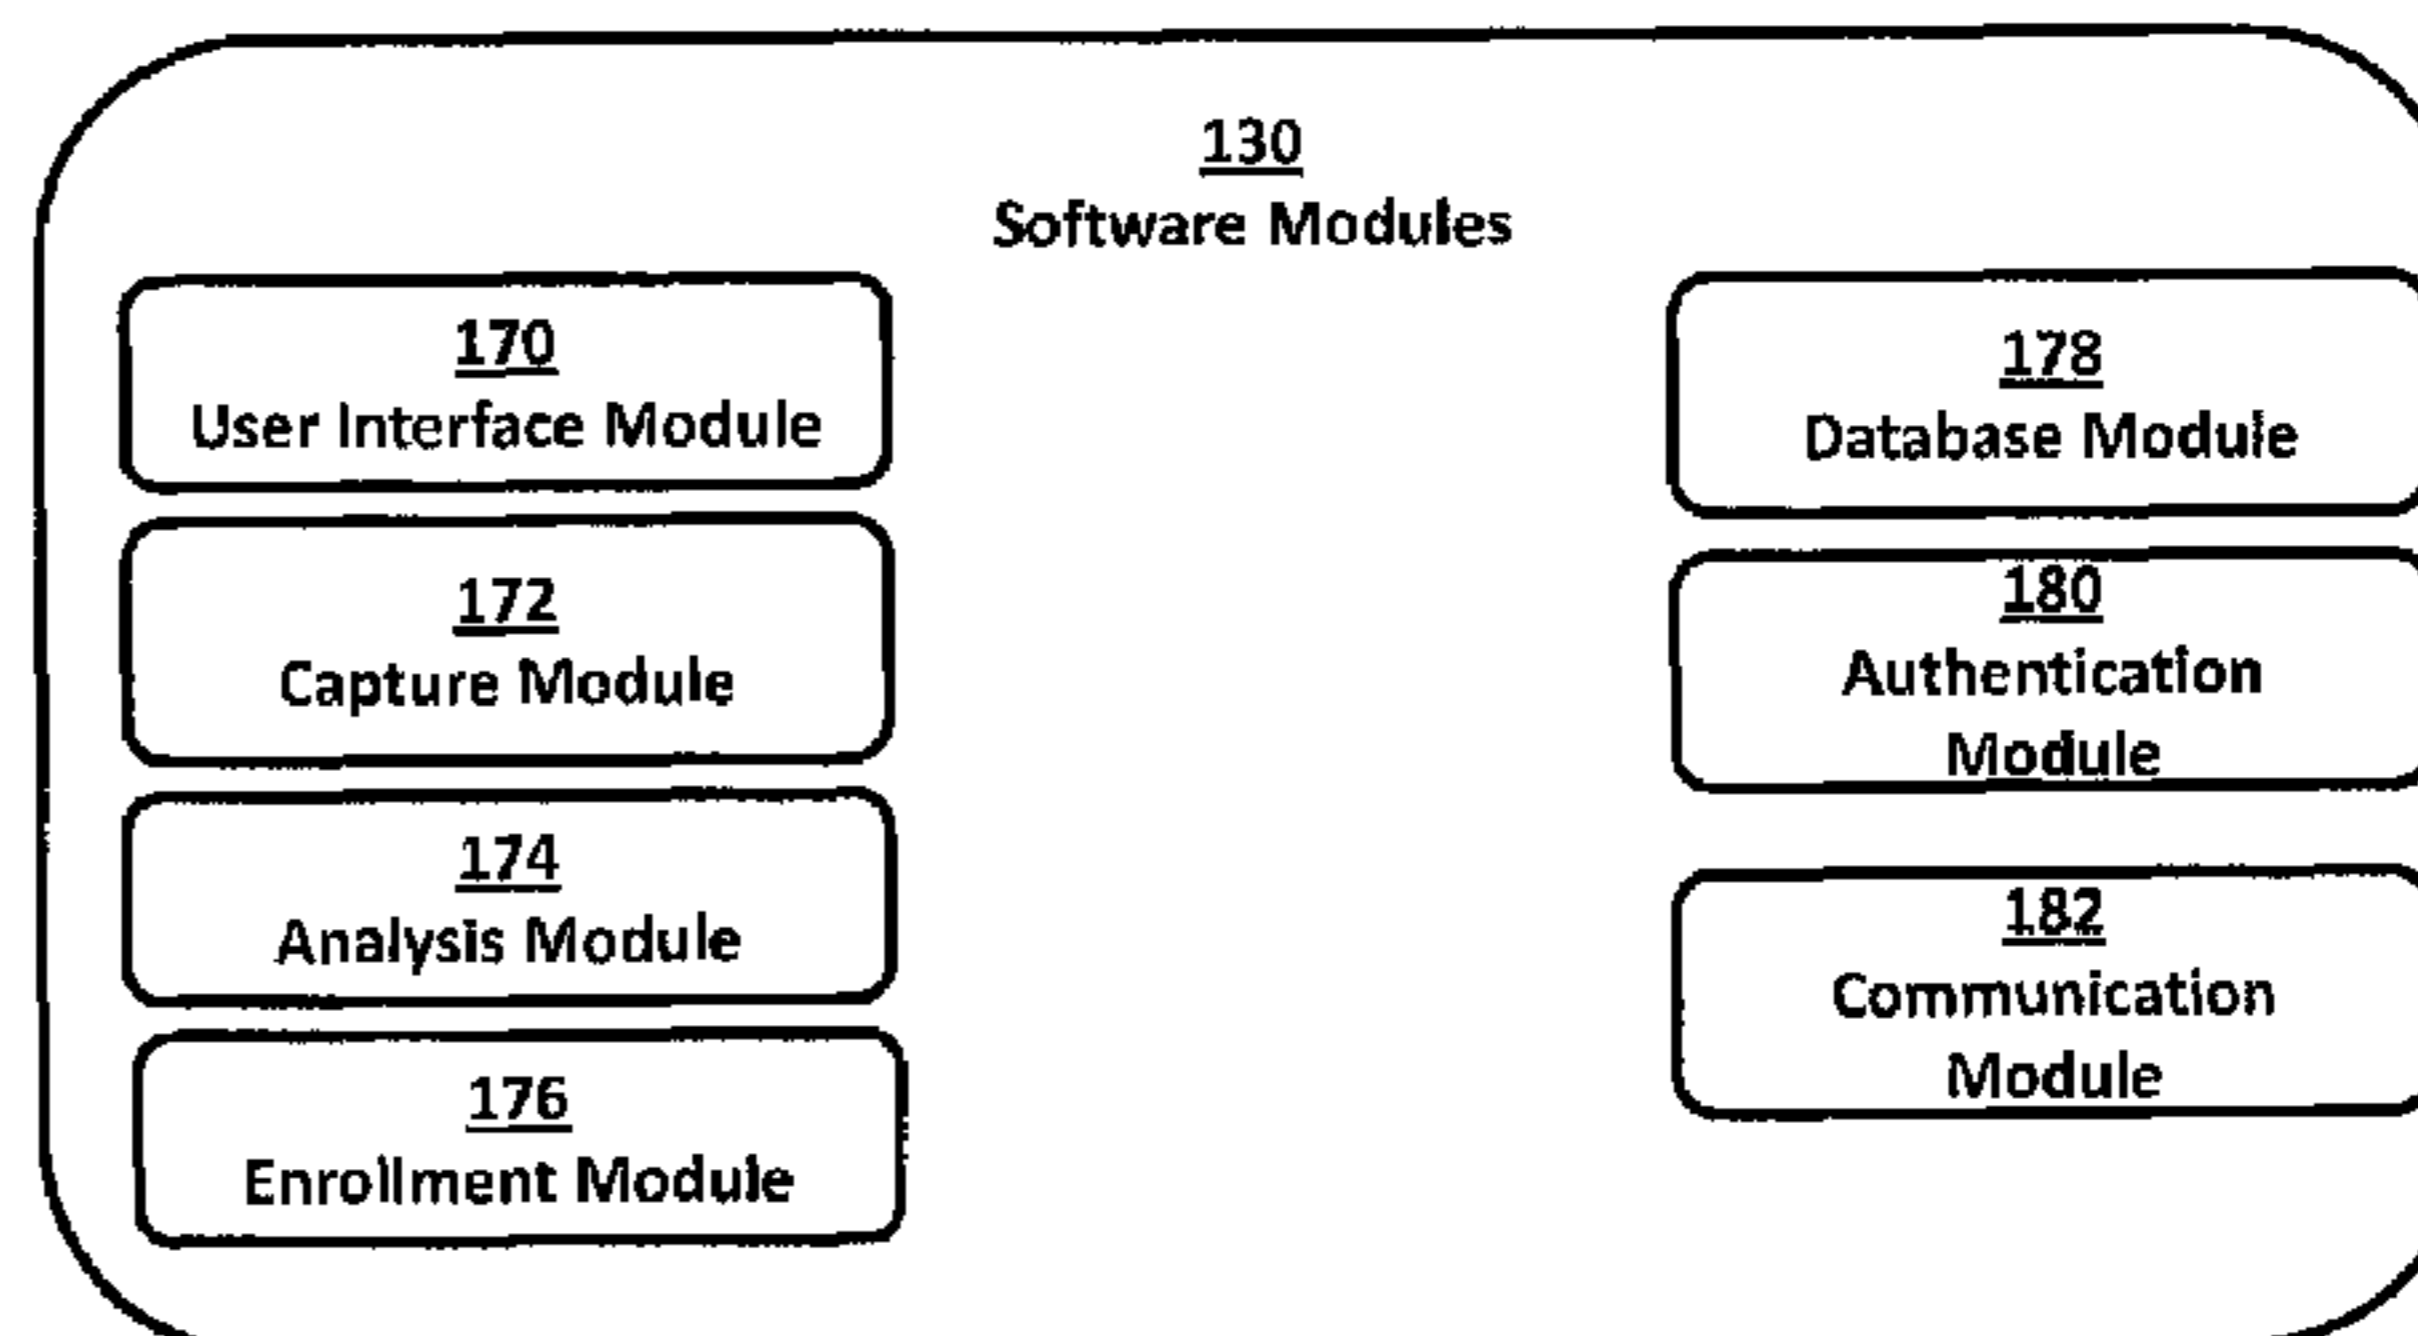 130
Software Modules
170
User Interface Module
172
Capture Module
174
Analysis Module
176
Enrollment Module
178
Database Module
180
Authentication
Module
182
Communication
Module